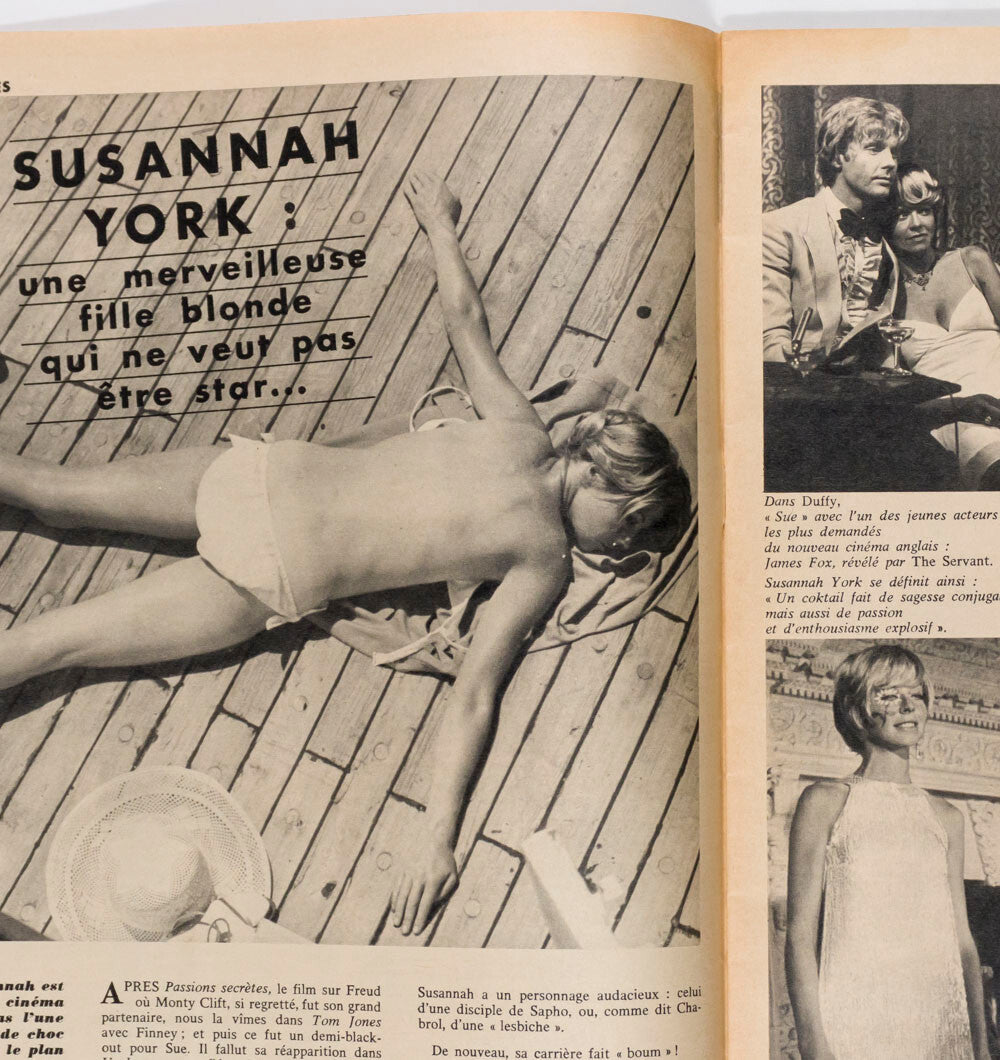 ES
SUSANNAH
YORK :
une merveilleuse
fille blonde
qui ne veut pas
être star...
Dans Duffy,
« Sue » avec l'un des jeunes acteurs
les plus demandés
du nouveau cinéma anglais :
James Fox, révélé par The Servant.
Susannah York se définit ainsi :
« Un coktail fait de sagesse conjuga
mais aussi de passion
et d'enthousiasme explosif ».
nnah est
cinéma
s l'une
de choc
le plan
APRES Passions secrètes, le film sur Freud
où Monty Clift, si regretté, fut son grand
partenaire, nous la vîmes dans Tom Jones
avec Finney ; et puis ce fut un demi-black-
out pour Sue. Il fallut sa réapparition dans
Susannah a un personnage audacieux : celui
d'une disciple de Sapho, ou, comme dit Cha-
brol, d'une « lesbiche ».
De nouveau, sa carrière fait « boum » !